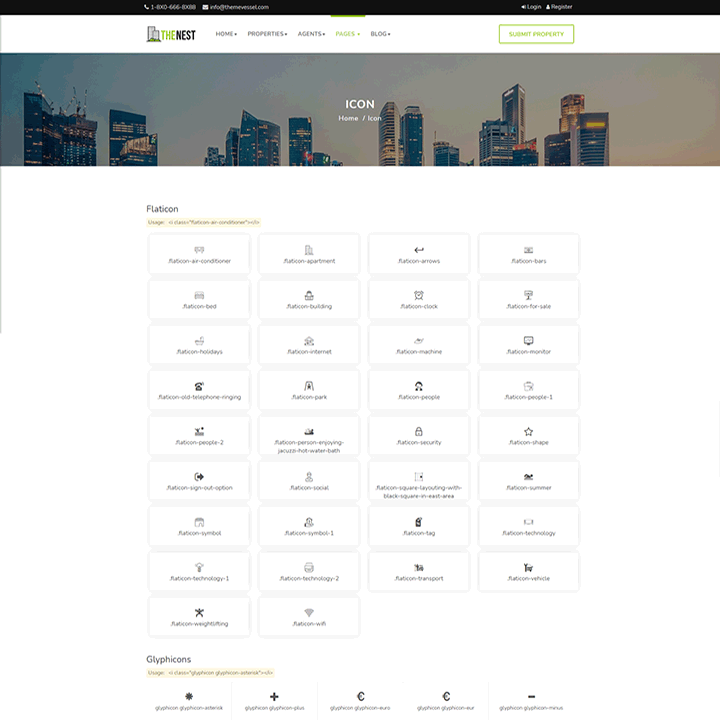 1-8X0-666-8X88 info@themevessel.com Login Register
THENEST HOME PROPERTIES AGENTS PAGES BLOG SUBMIT PROPERTY
ICON
Home / Icon
Flaticon
Usage: <i class="flaticon-air-conditioner"></i>
.flaticon-air-conditioner .flaticon-apartment .flaticon-arrows .flaticon-bars
.flaticon-bed .flaticon-building .flaticon-clock .flaticon-for-sale
.flaticon-holidays .flaticon-internet .flaticon-machine .flaticon-monitor
.flaticon-old-telephone-ringing .flaticon-park .flaticon-people .flaticon-people-1
.flaticon-people-2 .flaticon-person-enjoying-jacuzzi-hot-water-bath .flaticon-security .flaticon-shape
.flaticon-sign-out-option .flaticon-social .flaticon-square-layouting-with-black-square-in-east-area .flaticon-summer
.flaticon-symbol .flaticon-symbol-1 .flaticon-tag .flaticon-technology
.flaticon-technology-1 .flaticon-technology-2 .flaticon-transport .flaticon-vehicle
.flaticon-weightlifting .flaticon-wifi
Glyphicons
Usage: <i class="glyphicon glyphicon-asterisk"></i>
glyphicon glyphicon-asterisk glyphicon glyphicon-plus glyphicon glyphicon-euro glyphicon glyphicon-eur glyphicon glyphicon-minus